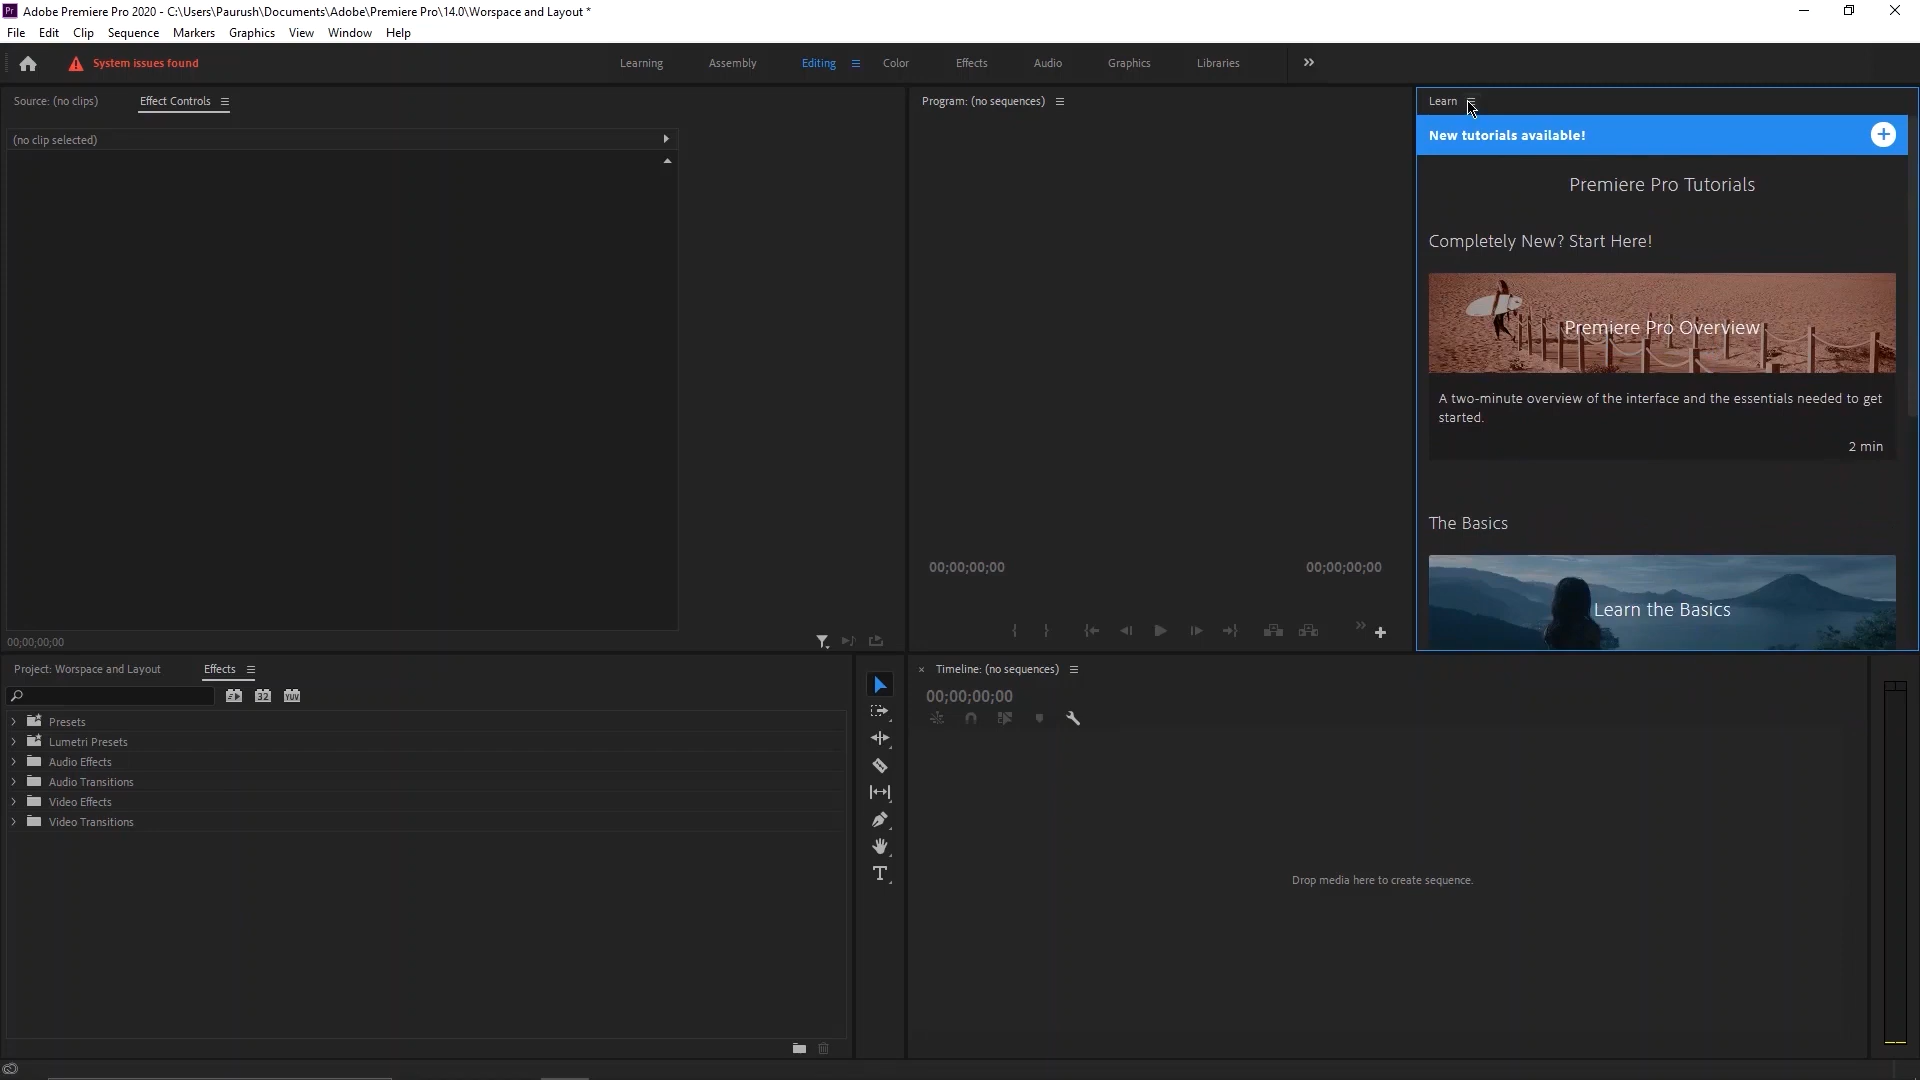 Pr Adobe Premiere Pro 2020 - C:\Users\Paurush\Documents\Adobe\Premiere Pro\14.0\Worspace and Layout *
File Edit Clip Sequence Markers Graphics View Window Help
System issues found
Learning Assembly Editing Color Effects Audio Graphics Libraries
Source: (no clips) Effect Controls
(no clip selected)
00;00;00;00
Program: (no sequences)
00;00;00;00 00;00;00;00
Learn
New tutorials available!
Premiere Pro Tutorials
Completely New? Start Here!
Premiere Pro Overview
A two-minute overview of the interface and the essentials needed to get
started.
2 min
The Basics
Learn the Basics
Project: Worspace and Layout Effects
32 YUV
Presets
Lumetri Presets
Audio Effects
Audio Transitions
Video Effects
Video Transitions
T
× Timeline: (no sequences)
00;00;00;00
Drop media here to create sequence.